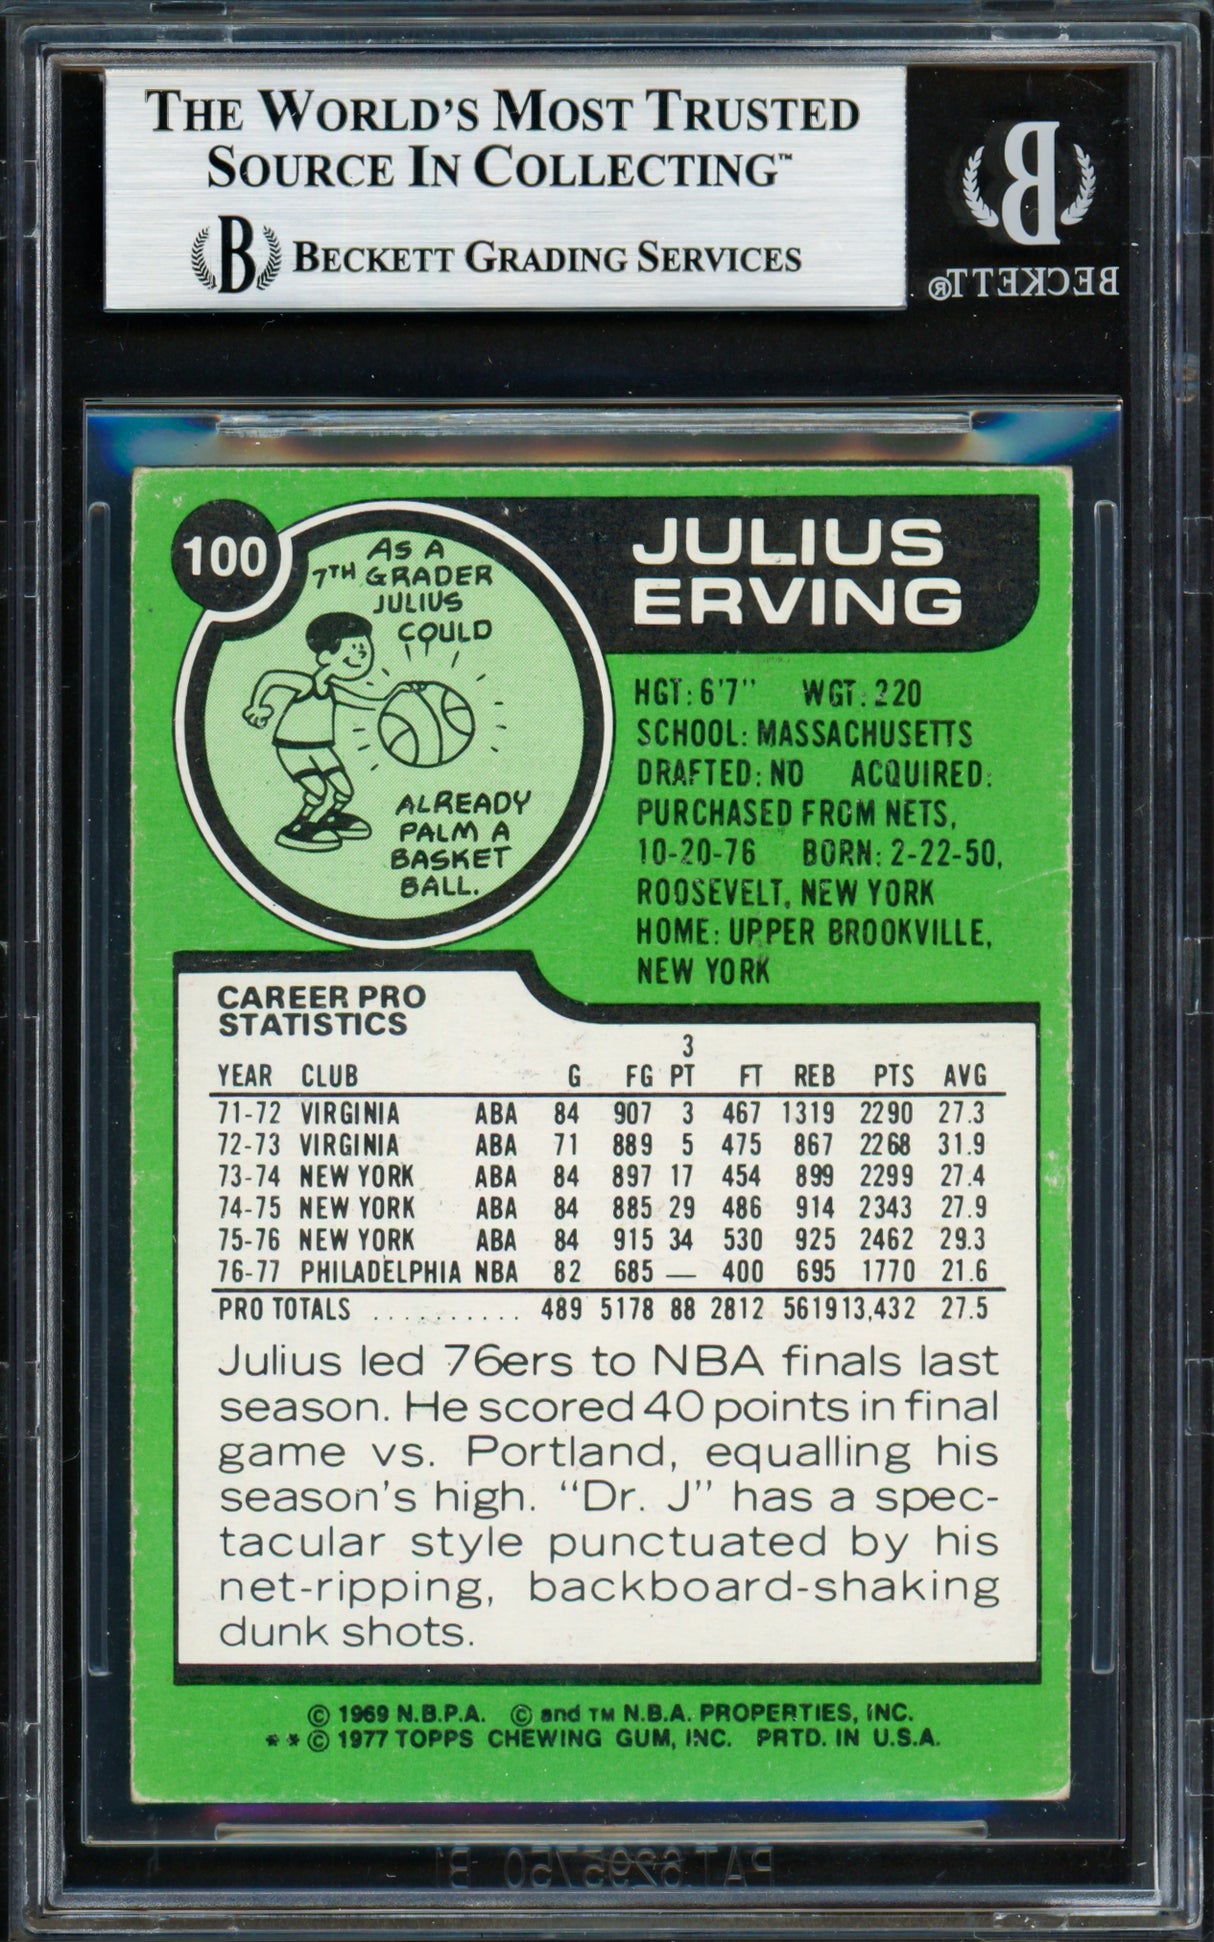 THE WORLD'S MOST TRUSTED
SOURCE IN COLLECTING™
B BECKETT GRADING SERVICES
B
BECKETT®
100
AS A
7TH GRADER
JULIUS
COULD
ALREADY
PALM A
BASKET
BALL.
JULIUS
ERVING
HGT: 6'7" WGT: 220
SCHOOL: MASSACHUSETTS
DRAFTED: NO ACQUIRED:
PURCHASED FROM NETS,
10-20-76 BORN: 2-22-50,
ROOSEVELT, NEW YORK
HOME: UPPER BROOKVILLE,
NEW YORK
CAREER PRO
STATISTICS
YEAR CLUB G FG 3 PT FT REB PTS AVG
71-72 VIRGINIA ABA 84 907 3 467 1319 2290 27.3
72-73 VIRGINIA ABA 71 889 5 475 867 2268 31.9
73-74 NEW YORK ABA 84 897 17 454 899 2299 27.4
74-75 NEW YORK ABA 84 885 29 486 914 2343 27.9
75-76 NEW YORK ABA 84 915 34 530 925 2462 29.3
76-77 PHILADELPHIA NBA 82 685 — 400 695 1770 21.6
PRO TOTALS .......... 489 5178 88 2812 5619 13,432 27.5
Julius led 76ers to NBA finals last
season. He scored 40 points in final
game vs. Portland, equalling his
season's high. "Dr. J" has a spec-
tacular style punctuated by his
net-ripping, backboard-shaking
dunk shots.
© 1969 N.B.P.A. © and TM N.B.A. PROPERTIES, INC.
* * © 1977 TOPPS CHEWING GUM, INC. PRTD. IN U.S.A.